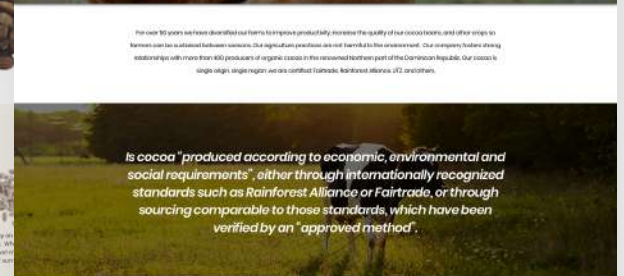 For over 50 years we have diversified our farms to improve productivity, increase the quality of our cocoa beans, and other crops so
farmers can be sustained between seasons. Our agriculture practices are not harmful to the environment. Our company fosters strong
relationships with more than 400 producers of organic cocoa in the renowned Northern part of the Dominican Republic. Our cocoa is
single origin, single region we are certified: Fairtrade, Rainforest Alliance, UTZ, and others.
Is cocoa "produced according to economic, environmental and
social requirements", either through internationally recognized
standards such as Rainforest Alliance or Fairtrade, or through
sourcing comparable to those standards, which have been
verified by an "approved method".